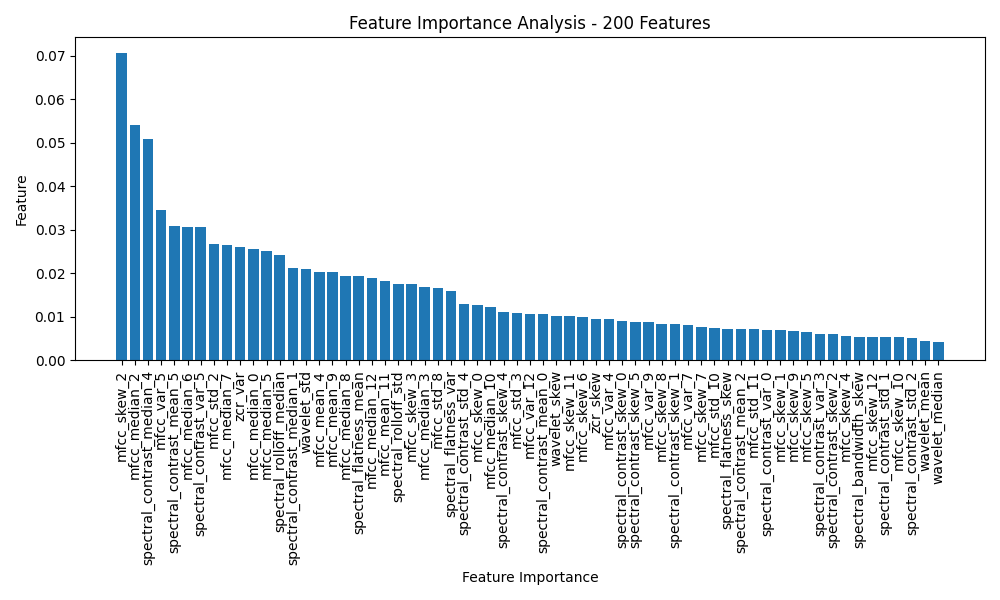 Feature Importance Analysis - 200 Features
Feature
0.07
0.06
0.05
0.04
0.03
0.02
0.01
0.00
mfcc_skew_2
mfcc_median_2
spectral_contrast_median_4
mfcc_var_5
spectral_contrast_mean_5
mfcc_median_6
spectral_contrast_var_5
mfcc_std_2
mfcc_median_7
zcr_var
mfcc_median_0
mfcc_median_5
spectral_rolloff_median
spectral_contrast_median_1
wavelet_std
mfcc_mean_4
mfcc_mean_9
mfcc_median_8
spectral_flatness_mean
mfcc_median_12
mfcc_mean_11
spectral_rolloff_std
mfcc_skew_3
mfcc_median_3
mfcc_std_8
spectral_flatness_var
spectral_contrast_std_4
mfcc_skew_0
mfcc_median_10
spectral_contrast_skew_4
mfcc_std_3
mfcc_var_12
spectral_contrast_mean_0
wavelet_skew
mfcc_skew_11
mfcc_skew_6
zcr_skew
mfcc_var_4
spectral_contrast_skew_0
spectral_contrast_skew_5
mfcc_var_9
mfcc_skew_8
spectral_contrast_skew_1
mfcc_var_7
mfcc_skew_7
mfcc_std_10
spectral_flatness_skew
spectral_contrast_mean_2
mfcc_std_11
spectral_contrast_var_0
mfcc_skew_1
mfcc_skew_9
mfcc_skew_5
spectral_contrast_var_3
spectral_contrast_skew_2
mfcc_skew_4
spectral_bandwidth_skew
mfcc_skew_12
spectral_contrast_std_1
mfcc_skew_10
spectral_contrast_std_2
wavelet_mean
wavelet_median
Feature Importance